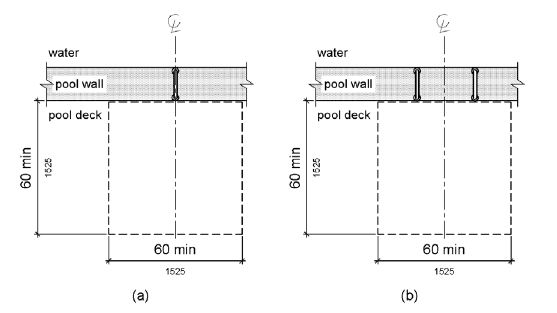 ℄ ℄
water water
pool wall pool wall
pool deck pool deck
60 min 1525 60 min 1525
60 min 60 min
1525 1525
(a) (b)